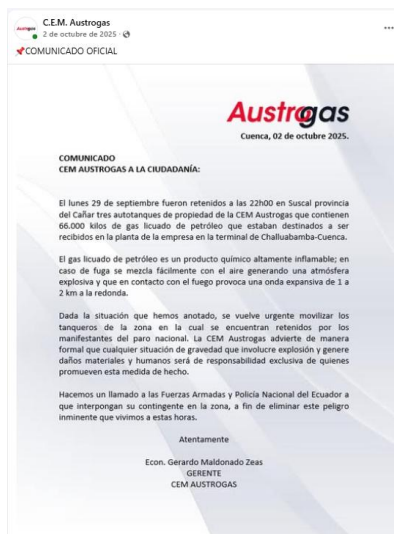 Austrogas
C.E.M. Austrogas
2 de octubre de 2025 ·
📌COMUNICADO OFICIAL
Austrogas
Cuenca, 02 de octubre 2025.
COMUNICADO
CEM AUSTROGAS A LA CIUDADANÍA:
El lunes 29 de septiembre fueron retenidos a las 22h00 en Suscal provincia
del Cañar tres autotanques de propiedad de la CEM Austrogas que contienen
66.000 kilos de gas licuado de petróleo que estaban destinados a ser
recibidos en la planta de la empresa en la terminal de Challuabamba-Cuenca.
El gas licuado de petróleo es un producto químico altamente inflamable; en
caso de fuga se mezcla fácilmente con el aire generando una atmósfera
explosiva y que en contacto con el fuego provoca una onda expansiva de 1 a
2 km a la redonda.
Dada la situación que hemos anotado, se vuelve urgente movilizar los
tanqueros de la zona en la cual se encuentran retenidos por los
manifestantes del paro nacional. La CEM Austrogas advierte de manera
formal que cualquier situación de gravedad que involucre explosión y genere
daños materiales y humanos será de responsabilidad exclusiva de quienes
promueven esta medida de hecho.
Hacemos un llamado a las Fuerzas Armadas y Policía Nacional del Ecuador a
que interpongan su contingente en la zona, a fin de eliminar este peligro
inminente que vivimos a estas horas.
Atentamente
Econ. Gerardo Maldonado Zeas
GERENTE
CEM AUSTROGAS